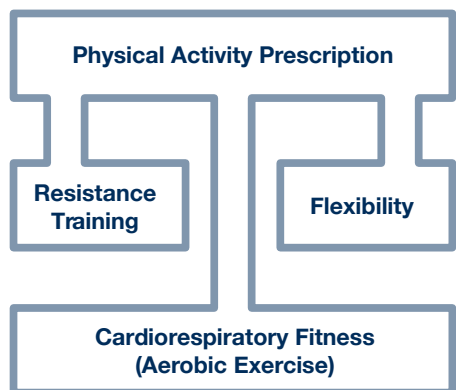 Physical Activity Prescription
Resistance
Training
Flexibility
Cardiorespiratory Fitness
(Aerobic Exercise)